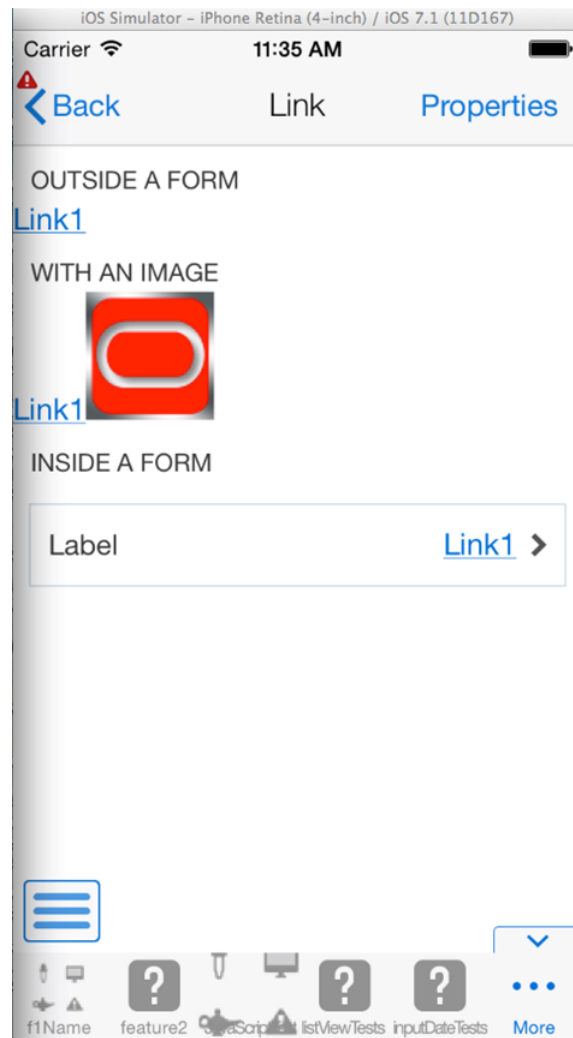 iOS Simulator - iPhone Retina (4-inch) / iOS 7.1 (11D167)
Carrier 11:35 AM
Back Link Properties
OUTSIDE A FORM
Link1
WITH AN IMAGE
Link1
INSIDE A FORM
Label Link1
f1Name feature2 listViewTests inputDateTests More